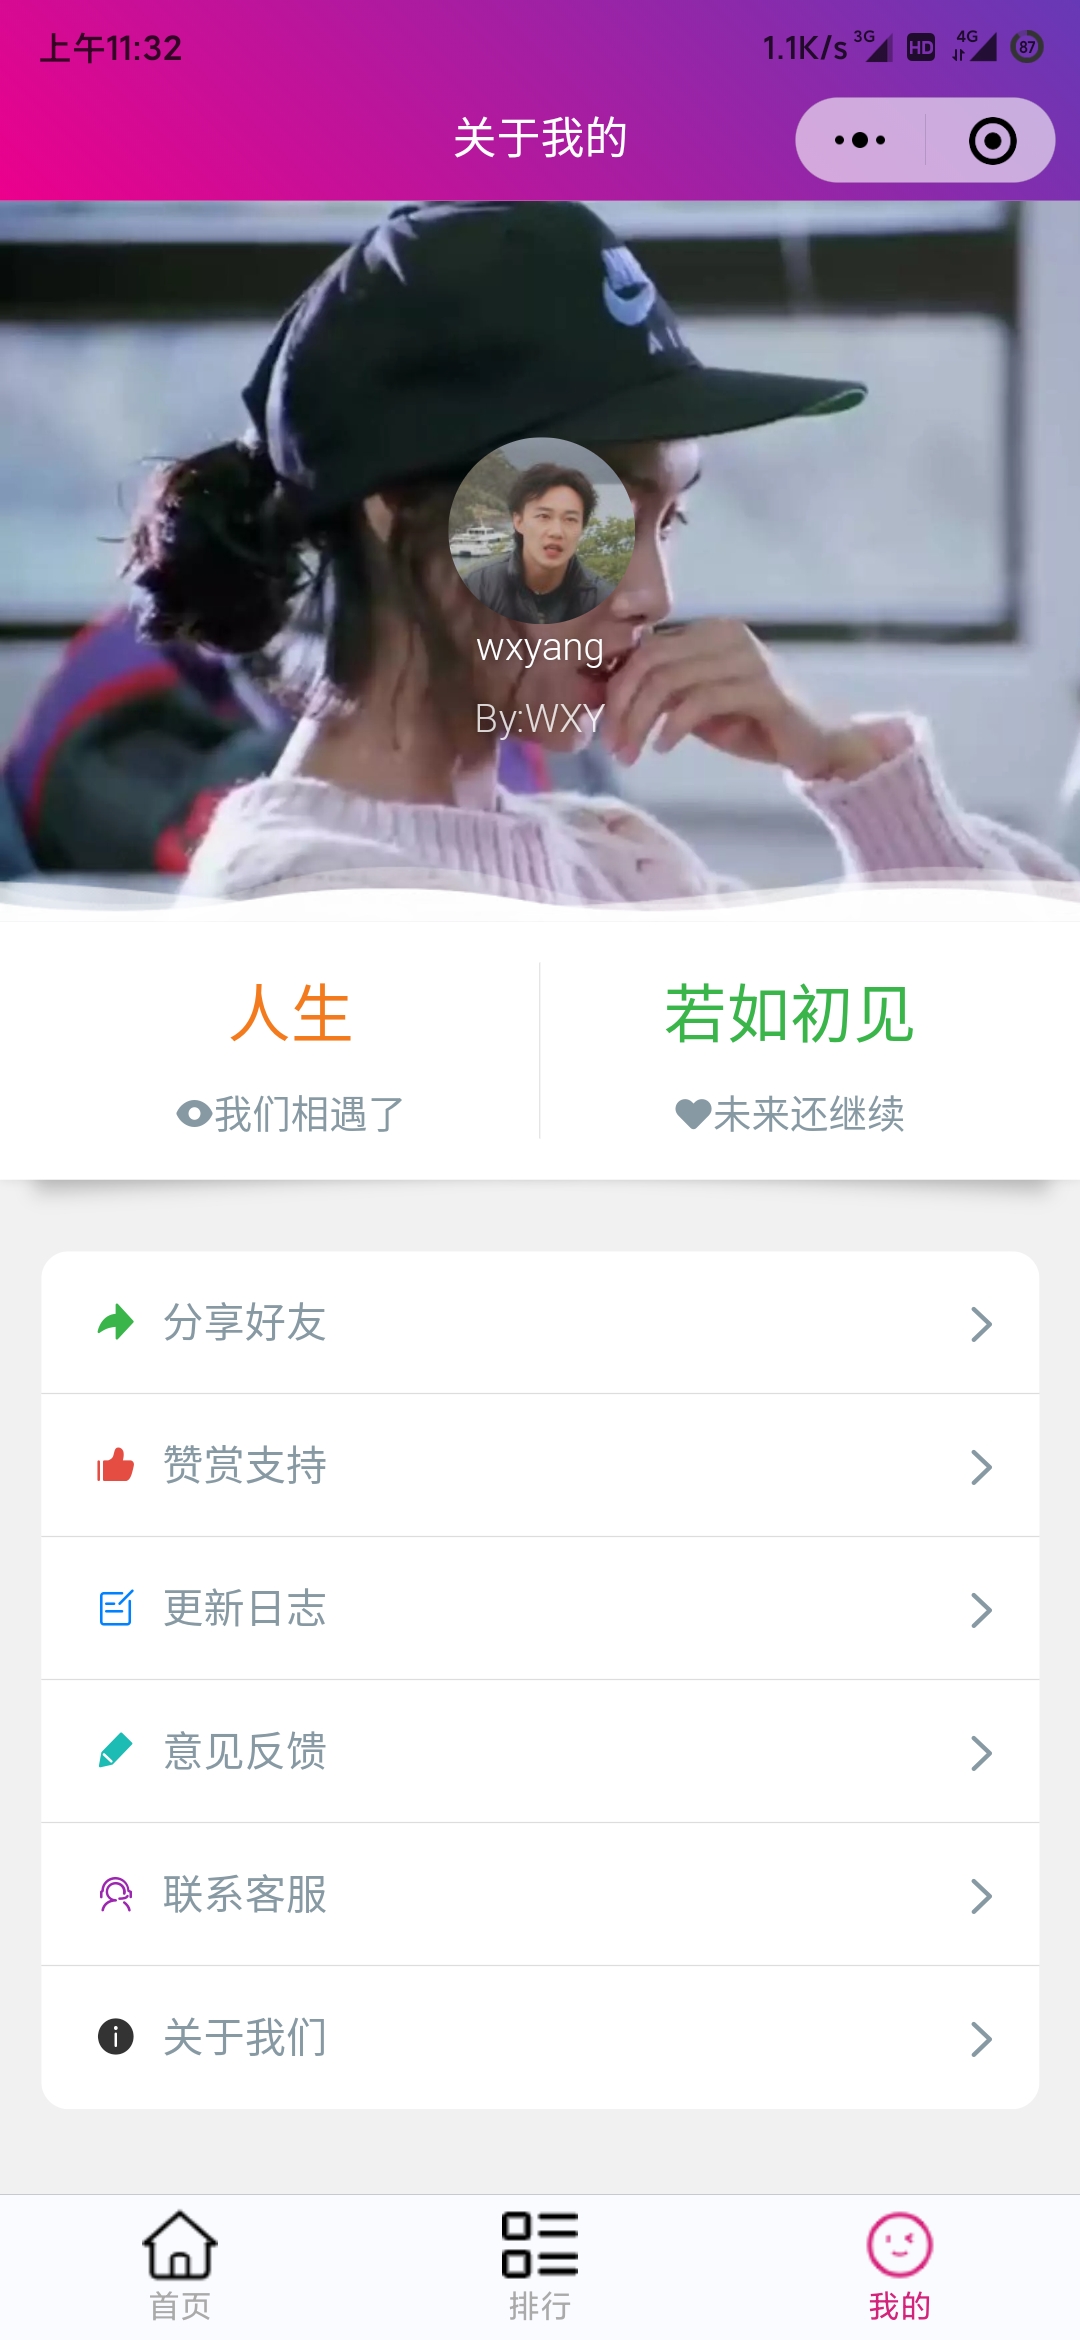 上午11:32
1.1K/s 3G HD 4G 87
关于我的
AI
wxyang
By:WXY
人生
若如初见
我们相遇了
未来还继续
分享好友
赞赏支持
更新日志
意见反馈
联系客服
关于我们
首页
排行
我的